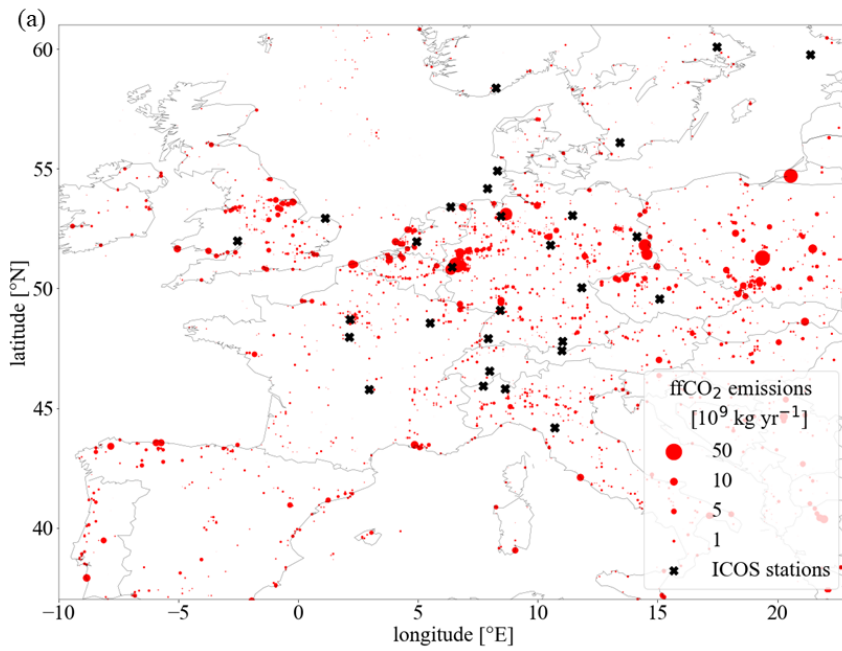 (a)
60
55
50
45
40
latitude [°N]
ffCO₂ emissions
[10⁹ kg yr⁻¹]
50
10
5
1
ICOS stations
−10
−5
0
5
10
15
20
longitude [°E]